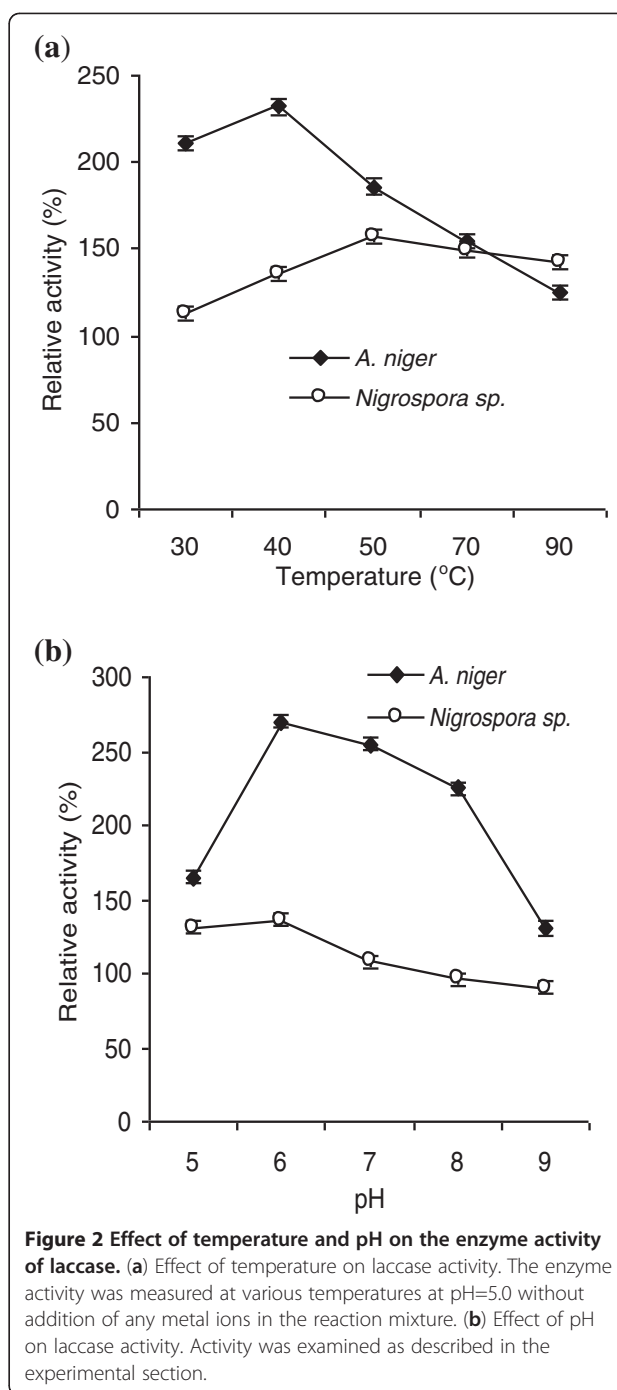 (a)
250
200
150
100
50
0
Relative activity (%)
A. niger
Nigrospora sp.
30 40 50 70 90
Temperature (°C)
(b)
300
250
200
150
100
50
0
Relative activity (%)
A. niger
Nigrospora sp.
5 6 7 8 9
pH
Figure 2 Effect of temperature and pH on the enzyme activity
of laccase. (a) Effect of temperature on laccase activity. The enzyme
activity was measured at various temperatures at pH=5.0 without
addition of any metal ions in the reaction mixture. (b) Effect of pH
on laccase activity. Activity was examined as described in the
experimental section.